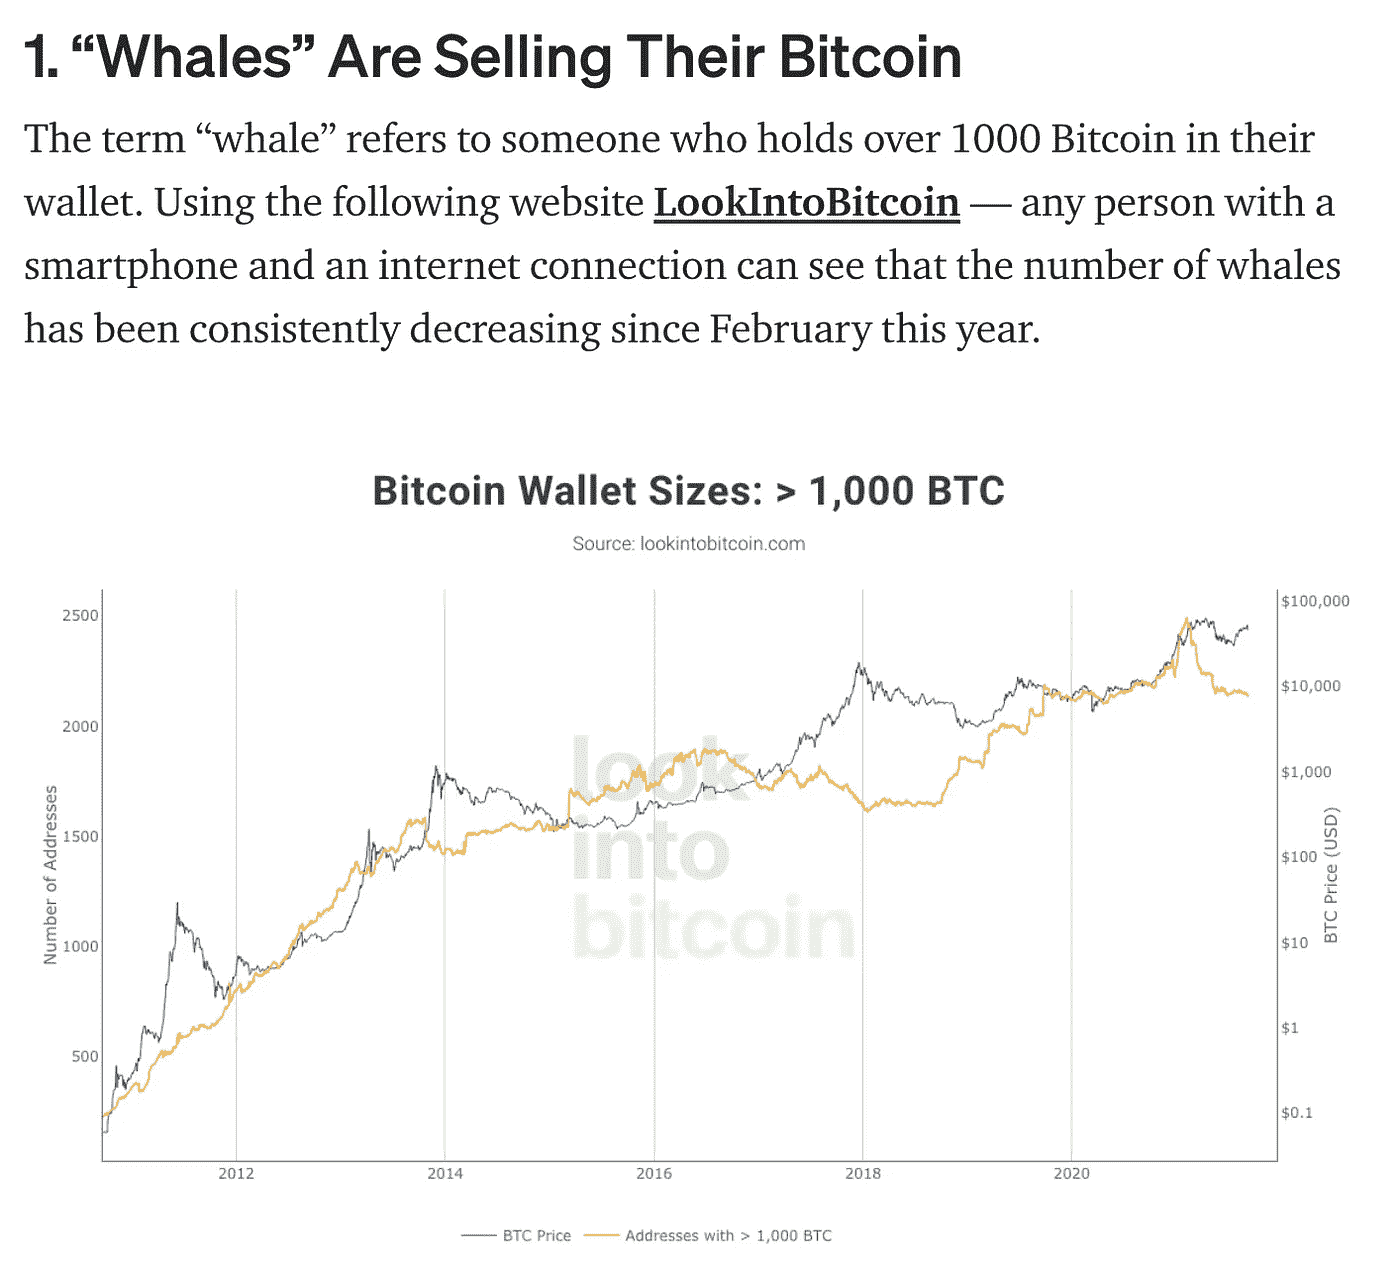 1. “Whales” Are Selling Their Bitcoin
The term “whale” refers to someone who holds over 1000 Bitcoin in their
wallet. Using the following website LookIntoBitcoin — any person with a
smartphone and an internet connection can see that the number of whales
has been consistently decreasing since February this year.
Bitcoin Wallet Sizes: > 1,000 BTC
Source: lookintobitcoin.com
2500
2000
1500
1000
500
Number of Addresses
look
into
bitcoin
$100,000
$10,000
$1,000
$100
$10
$1
$0.1
BTC Price (USD)
2012
2014
2016
2018
2020
BTC Price
Addresses with > 1,000 BTC